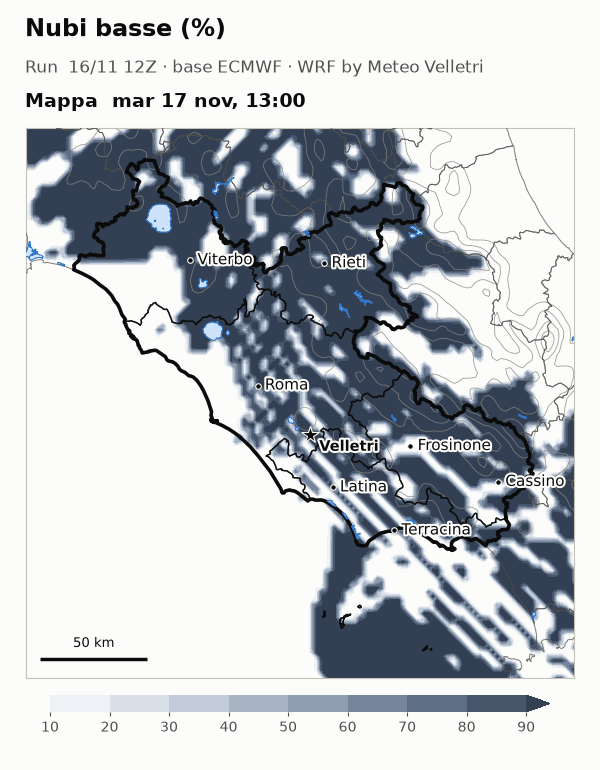 Nubi basse (%)
Run  16/11 12Z · base ECMWF · WRF by Meteo Velletri
Mappa  mar 17 nov, 13:00
Viterbo
Rieti
Roma
Velletri
Frosinone
Cassino
Latina
Terracina
50 km
10 20 30 40 50 60 70 80 90